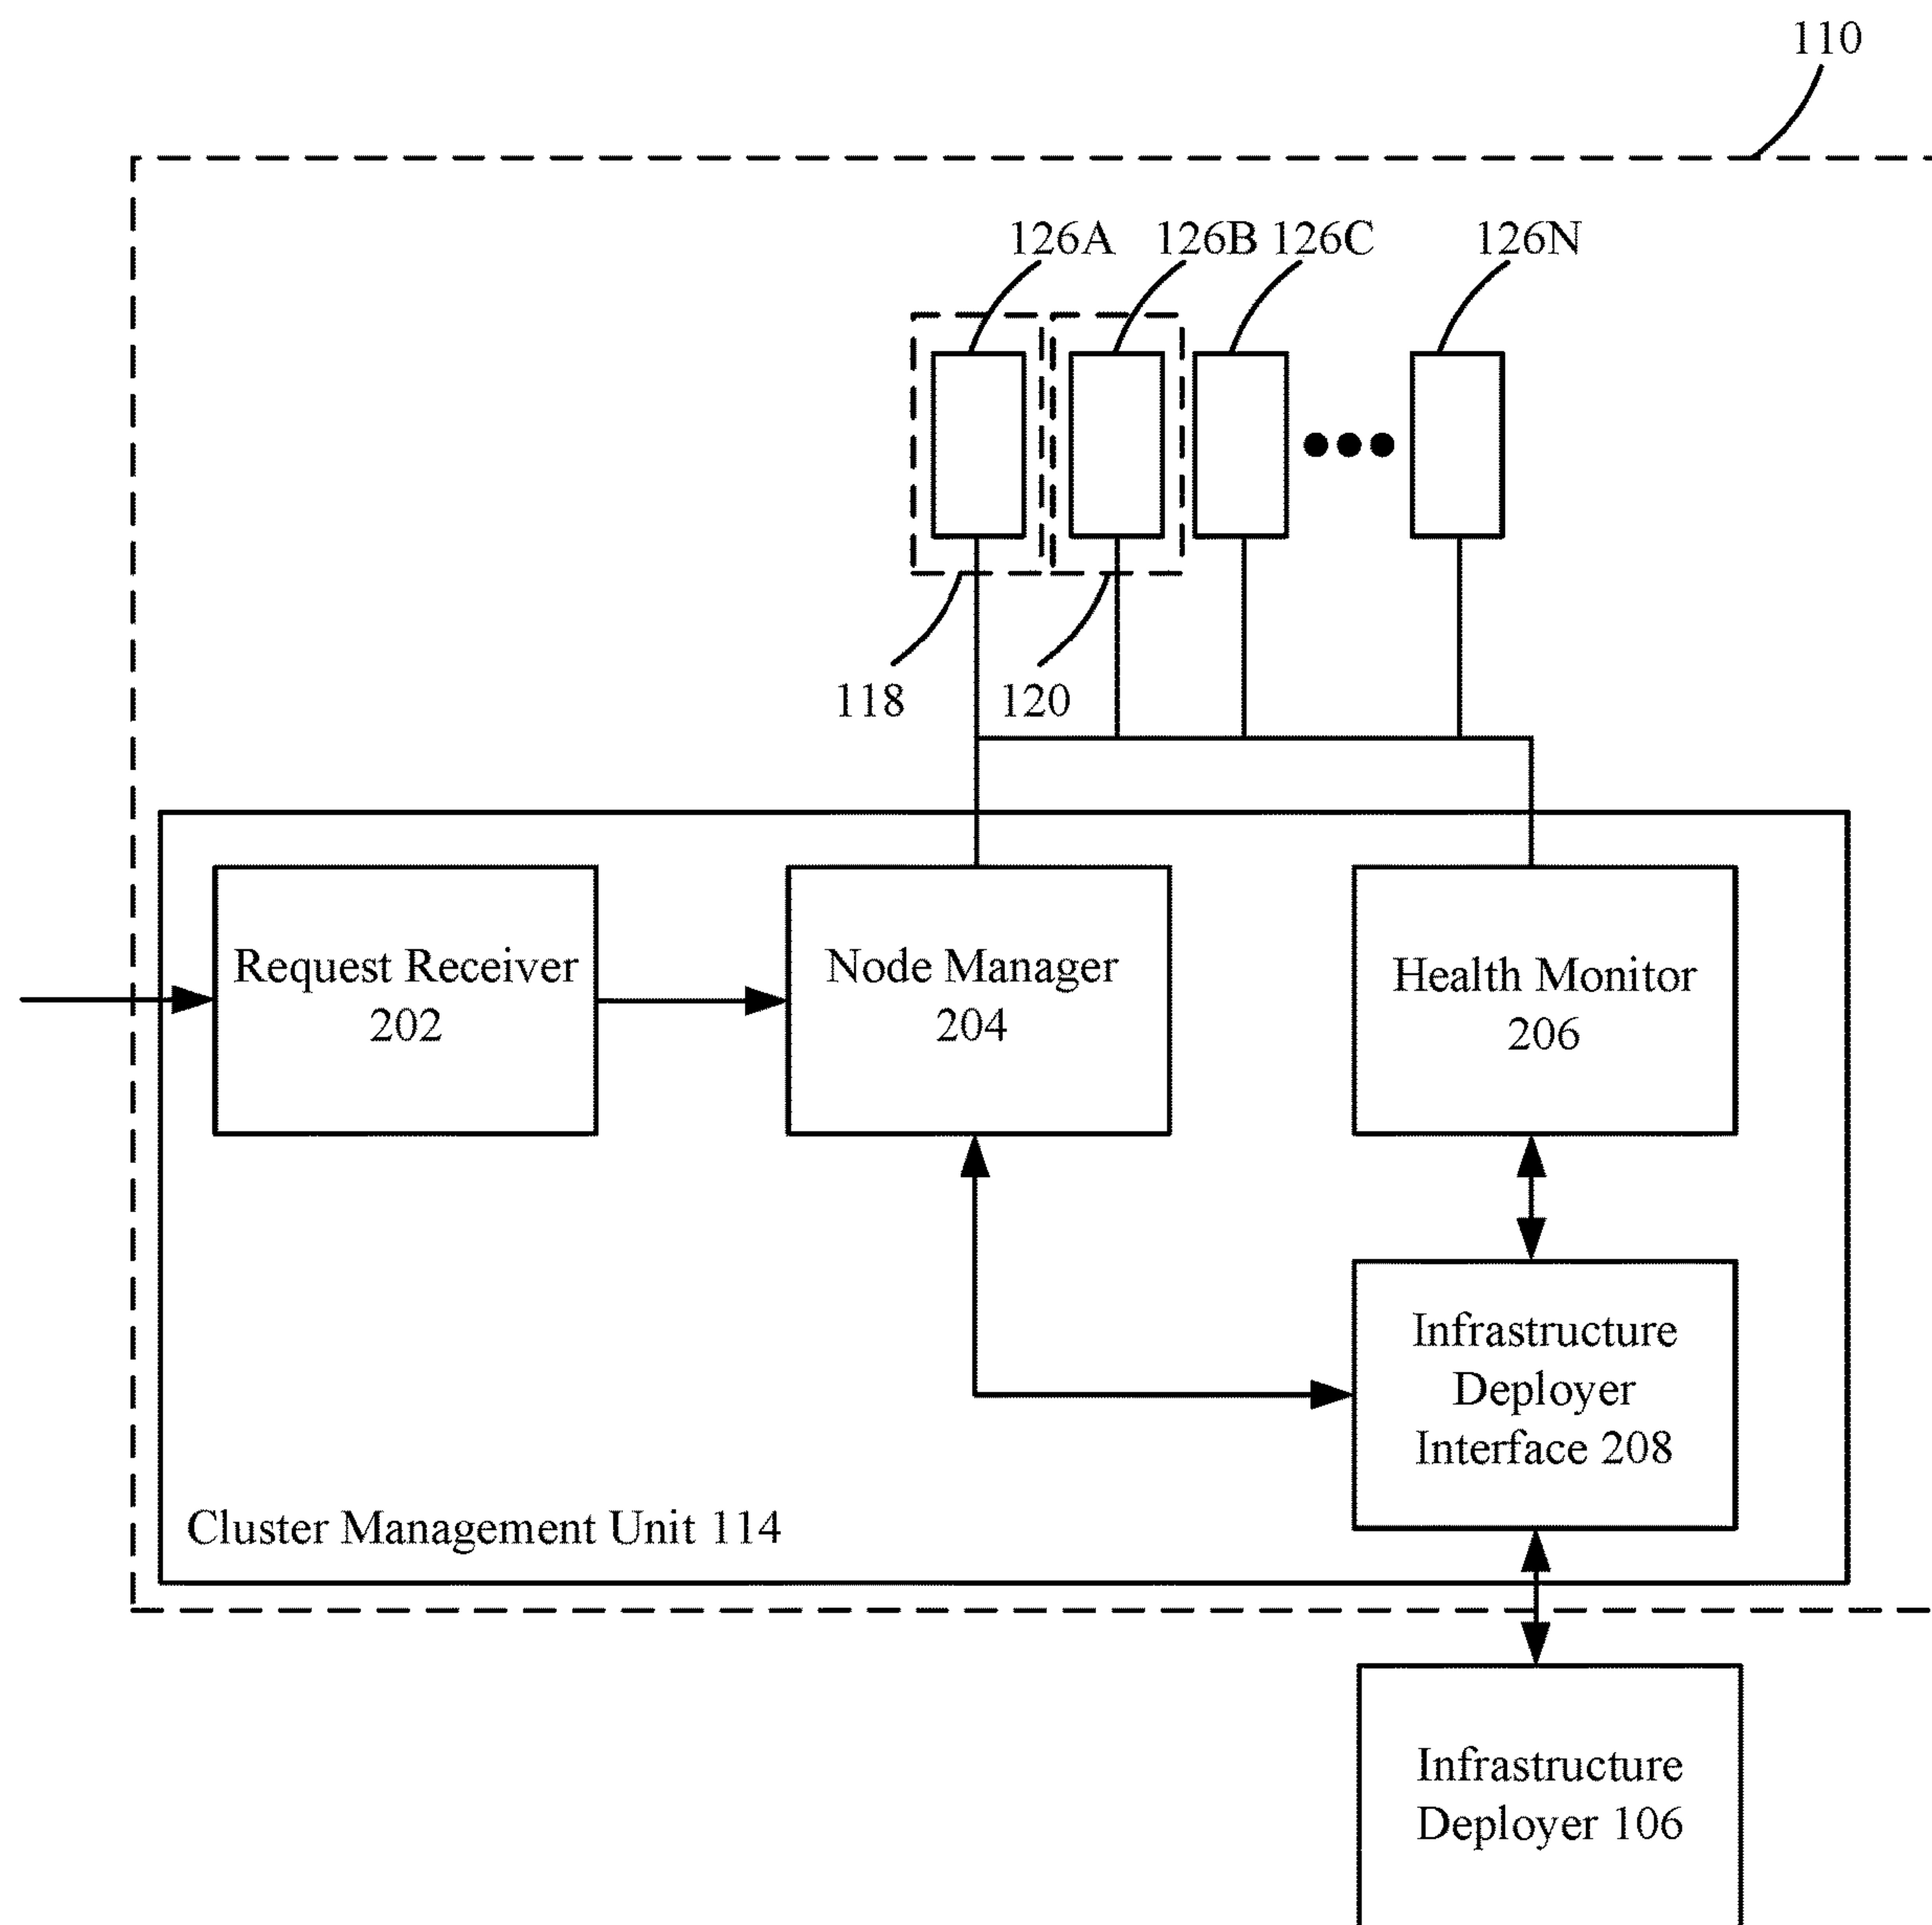 110
126A 126B 126C 126N
118 120
Request Receiver
202
Node Manager
204
Health Monitor
206
Infrastructure
Deployer
Interface 208
Cluster Management Unit 114
Infrastructure
Deployer 106